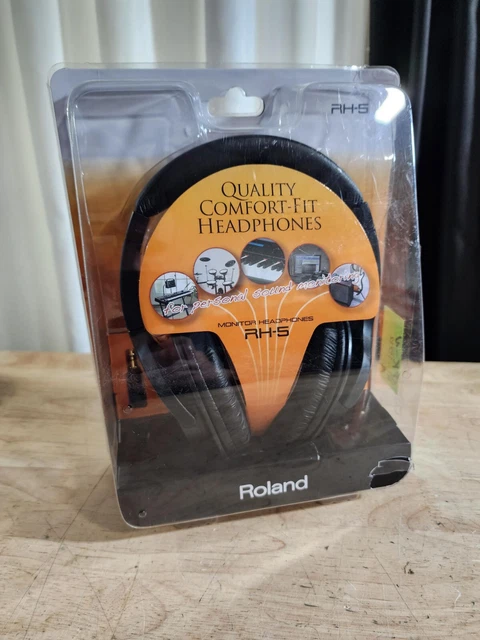 RH-5
QUALITY
COMFORT-FIT
HEADPHONES
for personal sound monitoring
MONITOR HEADPHONES
RH-5
Roland